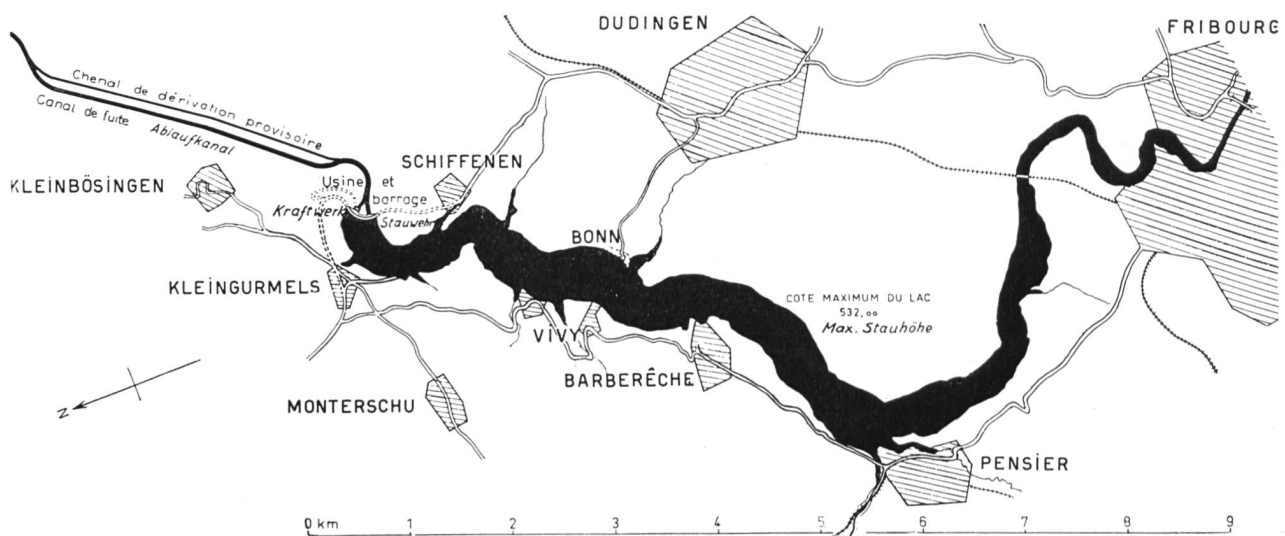 DUDINGEN
FRIBOURG
Chenal de dérivation provisoire
Canal de fuite Ablaufkanal
KLEINBÖSINGEN
SCHIFFENEN
Usine et barrage
Kraftwerk Stauwehr
BONN
KLEINGURMELS
COTE MAXIMUM DU LAC
532,00
Max. Stauhöhe
VIVY
BARBERÊCHE
MONTERSCHU
N
PENSIER
0 km 1 2 3 4 5 6 7 8 9